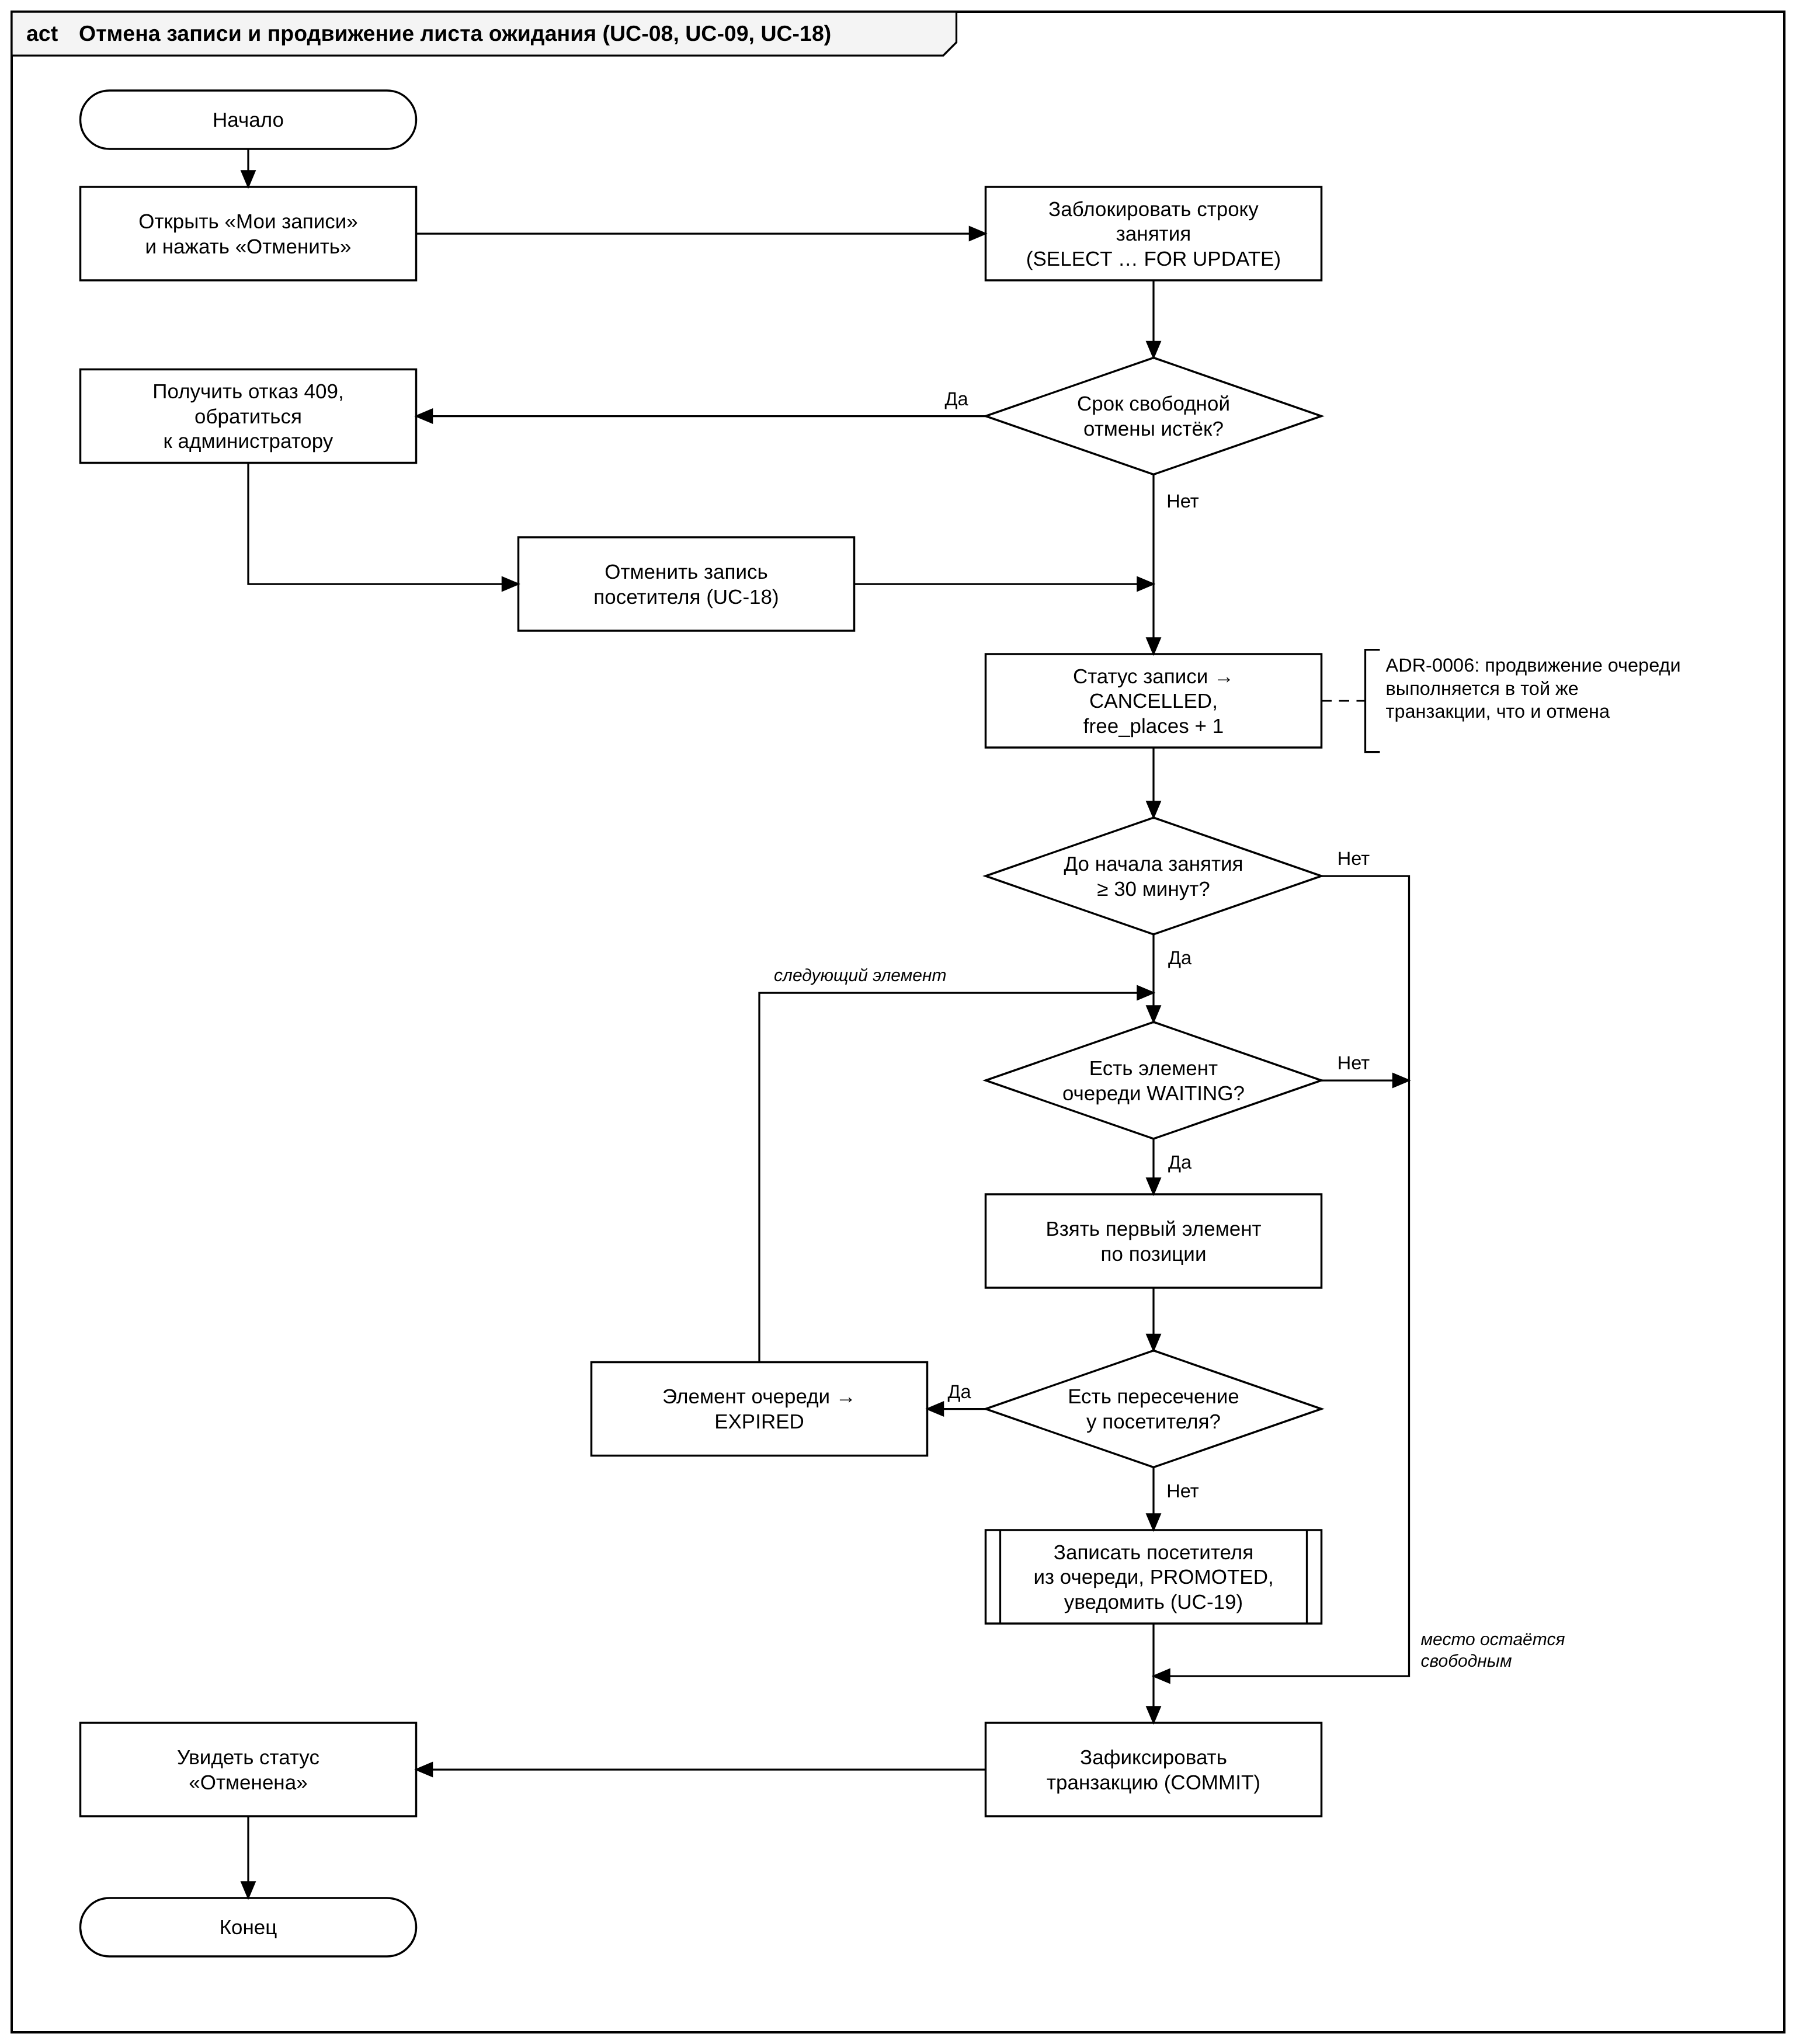 act Отмена записи и продвижение листа ожидания (UC-08, UC-09, UC-18)
Начало
Открыть «Мои записи»
и нажать «Отменить»
Заблокировать строку
занятия
(SELECT … FOR UPDATE)
Срок свободной
отмены истёк?
Да
Получить отказ 409,
обратиться
к администратору
Нет
Отменить запись
посетителя (UC-18)
Статус записи →
CANCELLED,
free_places + 1
ADR-0006: продвижение очереди
выполняется в той же
транзакции, что и отмена
До начала занятия
≥ 30 минут?
Нет
Да
следующий элемент
Есть элемент
очереди WAITING?
Нет
Да
Взять первый элемент
по позиции
Есть пересечение
у посетителя?
Да
Элемент очереди →
EXPIRED
Нет
Записать посетителя
из очереди, PROMOTED,
уведомить (UC-19)
место остаётся
свободным
Зафиксировать
транзакцию (COMMIT)
Увидеть статус
«Отменена»
Конец